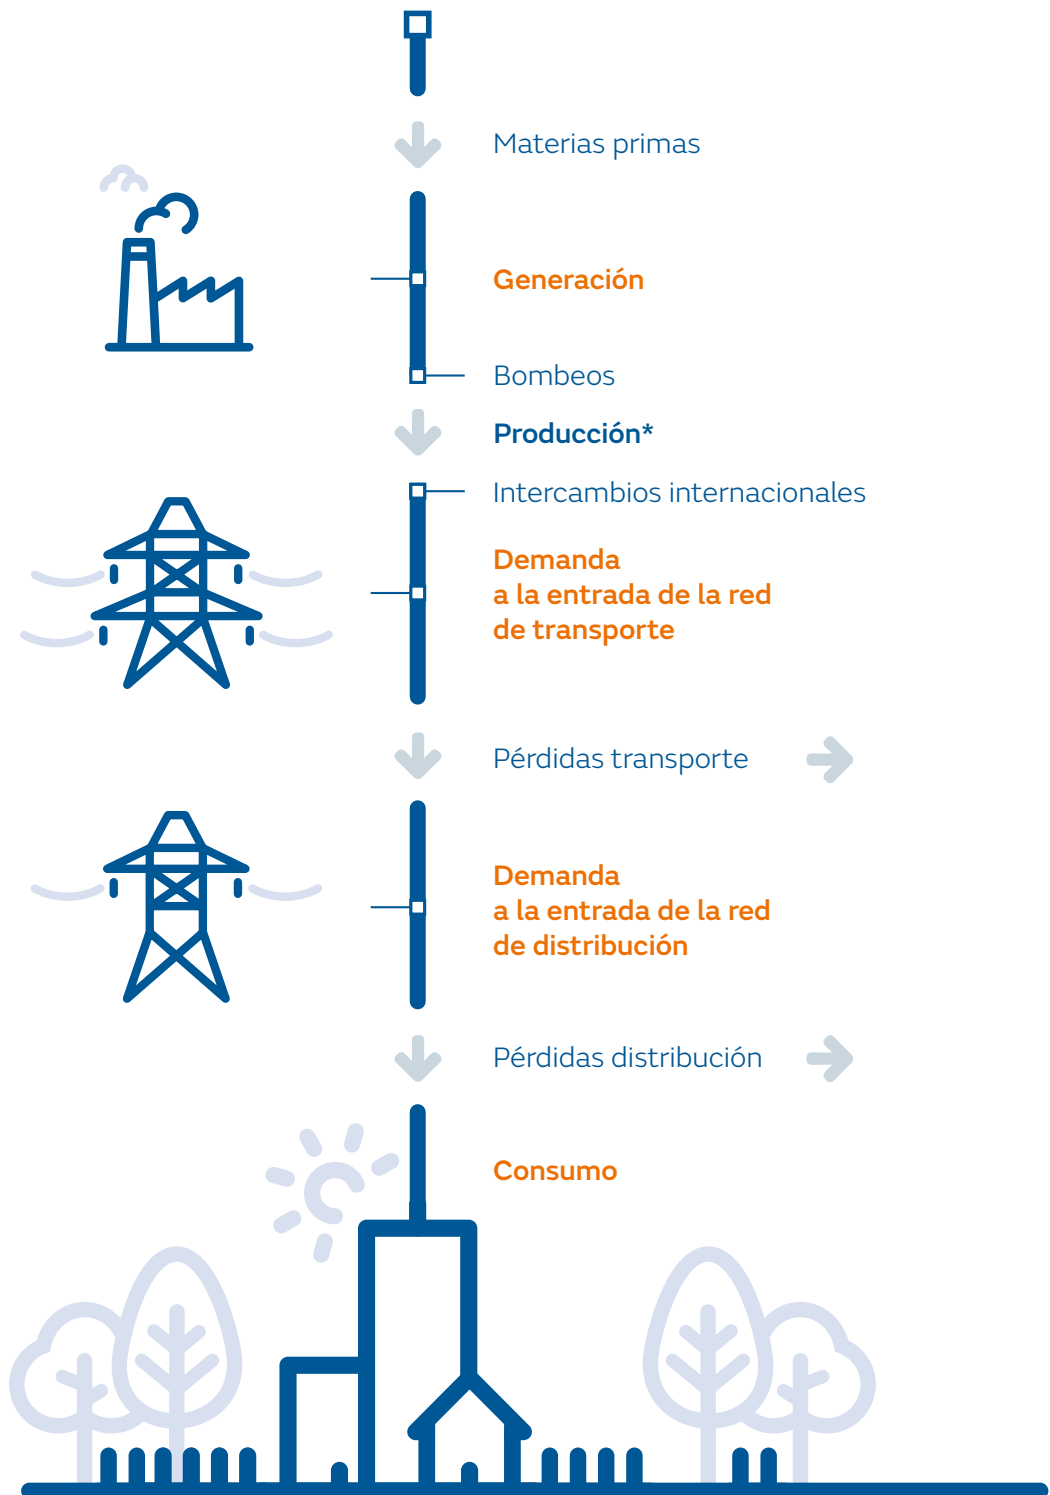 Materias primas
Generación
Bombeos
Producción*
Intercambios internacionales
Demanda
a la entrada de la red
de transporte
Pérdidas transporte
Demanda
a la entrada de la red
de distribución
Pérdidas distribución
Consumo